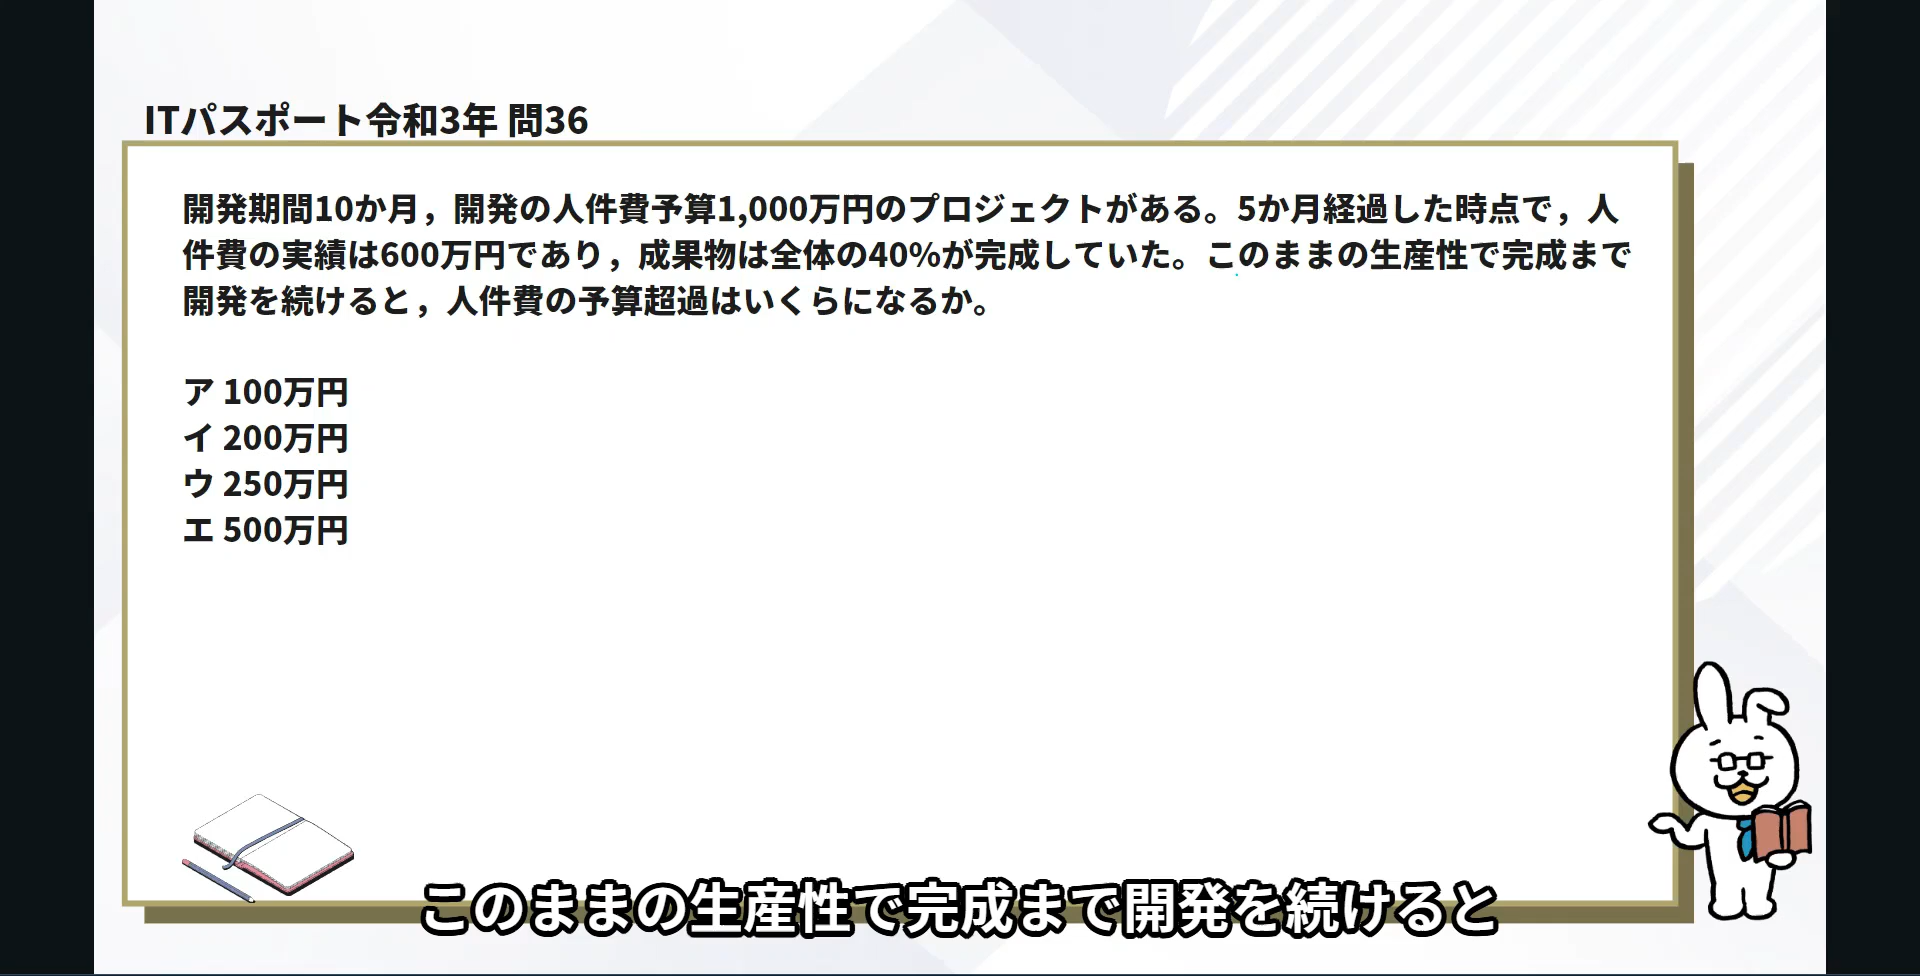 ITパスポート令和3年 問36
開発期間10か月，開発の人件費予算1,000万円のプロジェクトがある。5か月経過した時点で，人
件費の実績は600万円であり，成果物は全体の40%が完成していた。このままの生産性で完成まで
開発を続けると，人件費の予算超過はいくらになるか。
ア 100万円
イ 200万円
ウ 250万円
エ 500万円
このままの生産性で完成まで開発を続けると